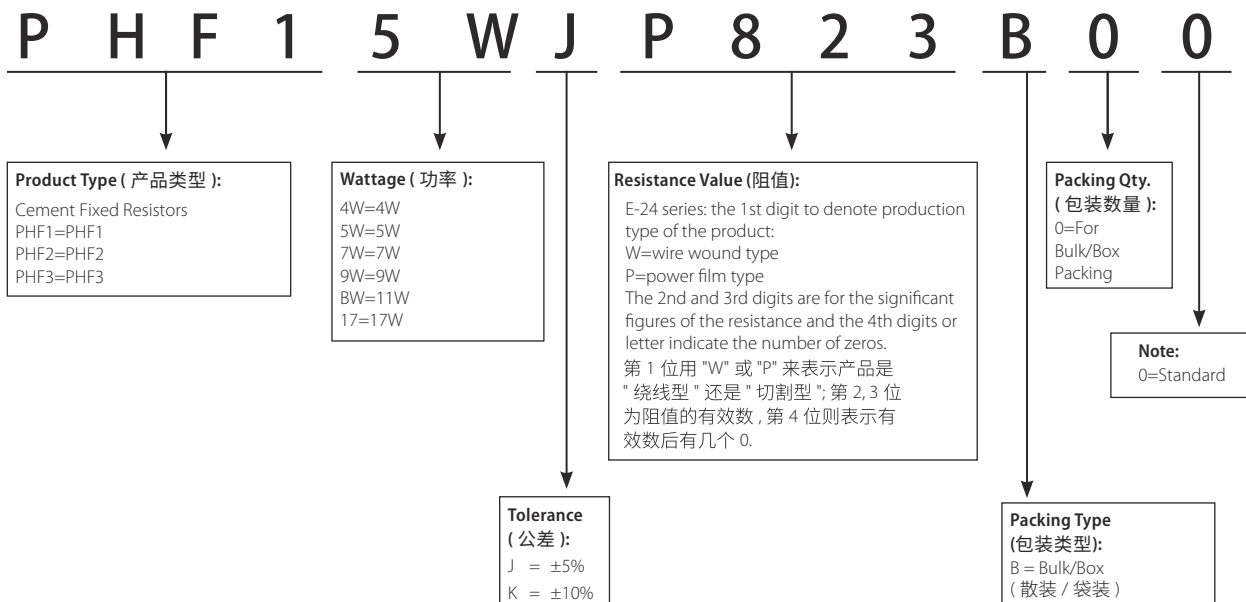 P H F 1 5 W J P 8 2 3 B 0 0
Product Type ( 产品类型 ):
Cement Fixed Resistors
PHF1=PHF1
PHF2=PHF2
PHF3=PHF3
Wattage ( 功率 ):
4W=4W
5W=5W
7W=7W
9W=9W
BW=11W
17=17W
Resistance Value (阻值):
E-24 series: the 1st digit to denote production
type of the product:
W=wire wound type
P=power film type
The 2nd and 3rd digits are for the significant
figures of the resistance and the 4th digits or
letter indicate the number of zeros.
第 1 位用 "W" 或 "P" 来表示产品是
" 绕线型 " 还是 " 切割型 "; 第 2, 3 位
为阻值的有效数 , 第 4 位则表示有
效数后有几个 0.
Packing Qty.
( 包装数量 ):
0=For
Bulk/Box
Packing
Note:
0=Standard
Tolerance
( 公差 ):
J = ±5%
K = ±10%
Packing Type
(包装类型):
B = Bulk/Box
( 散装 / 袋装 )